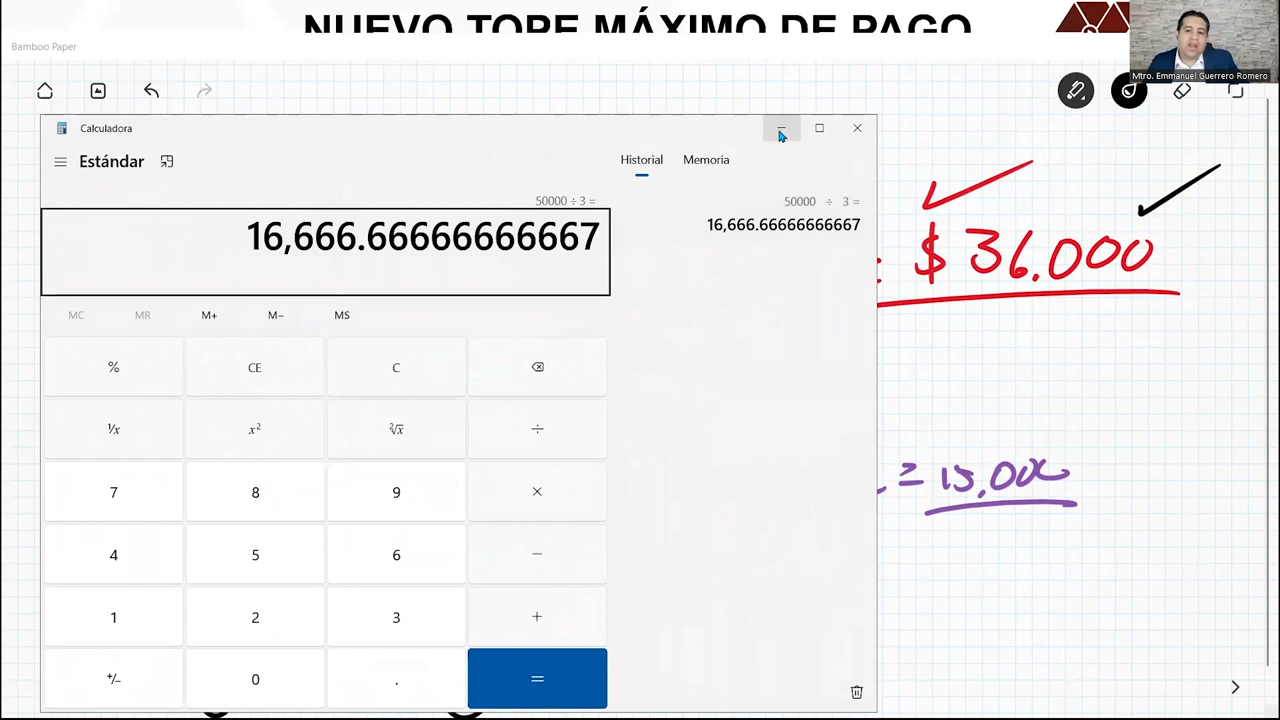 NUEVO TOPE MÁXIMO DE PAGO
Bamboo Paper
Mtro. Emmanuel Guerrero Romero
Calculadora
Estándar
Historial Memoria
50000 ÷ 3 =
16,666.66666666667
50000 ÷ 3 =
16,666.66666666667
MC MR M+ M− MS
% CE C
¹/x x² ²√x ÷
7 8 9 ×
4 5 6 −
1 2 3 +
+/− 0 . =
$ 36,000
= 15,000